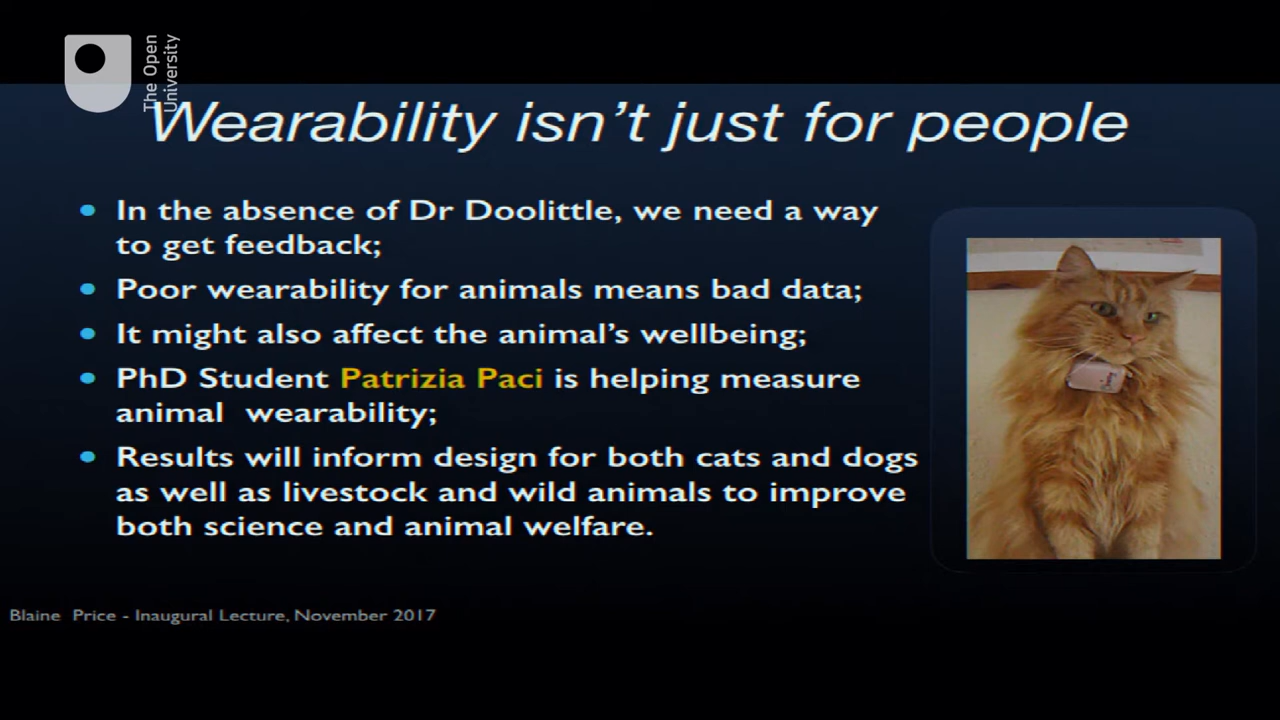 The Open
University
Wearability isn't just for people
• In the absence of Dr Doolittle, we need a way
to get feedback;
• Poor wearability for animals means bad data;
• It might also affect the animal's wellbeing;
• PhD Student Patrizia Paci is helping measure
animal wearability;
• Results will inform design for both cats and dogs
as well as livestock and wild animals to improve
both science and animal welfare.
Blaine Price - Inaugural Lecture, November 2017